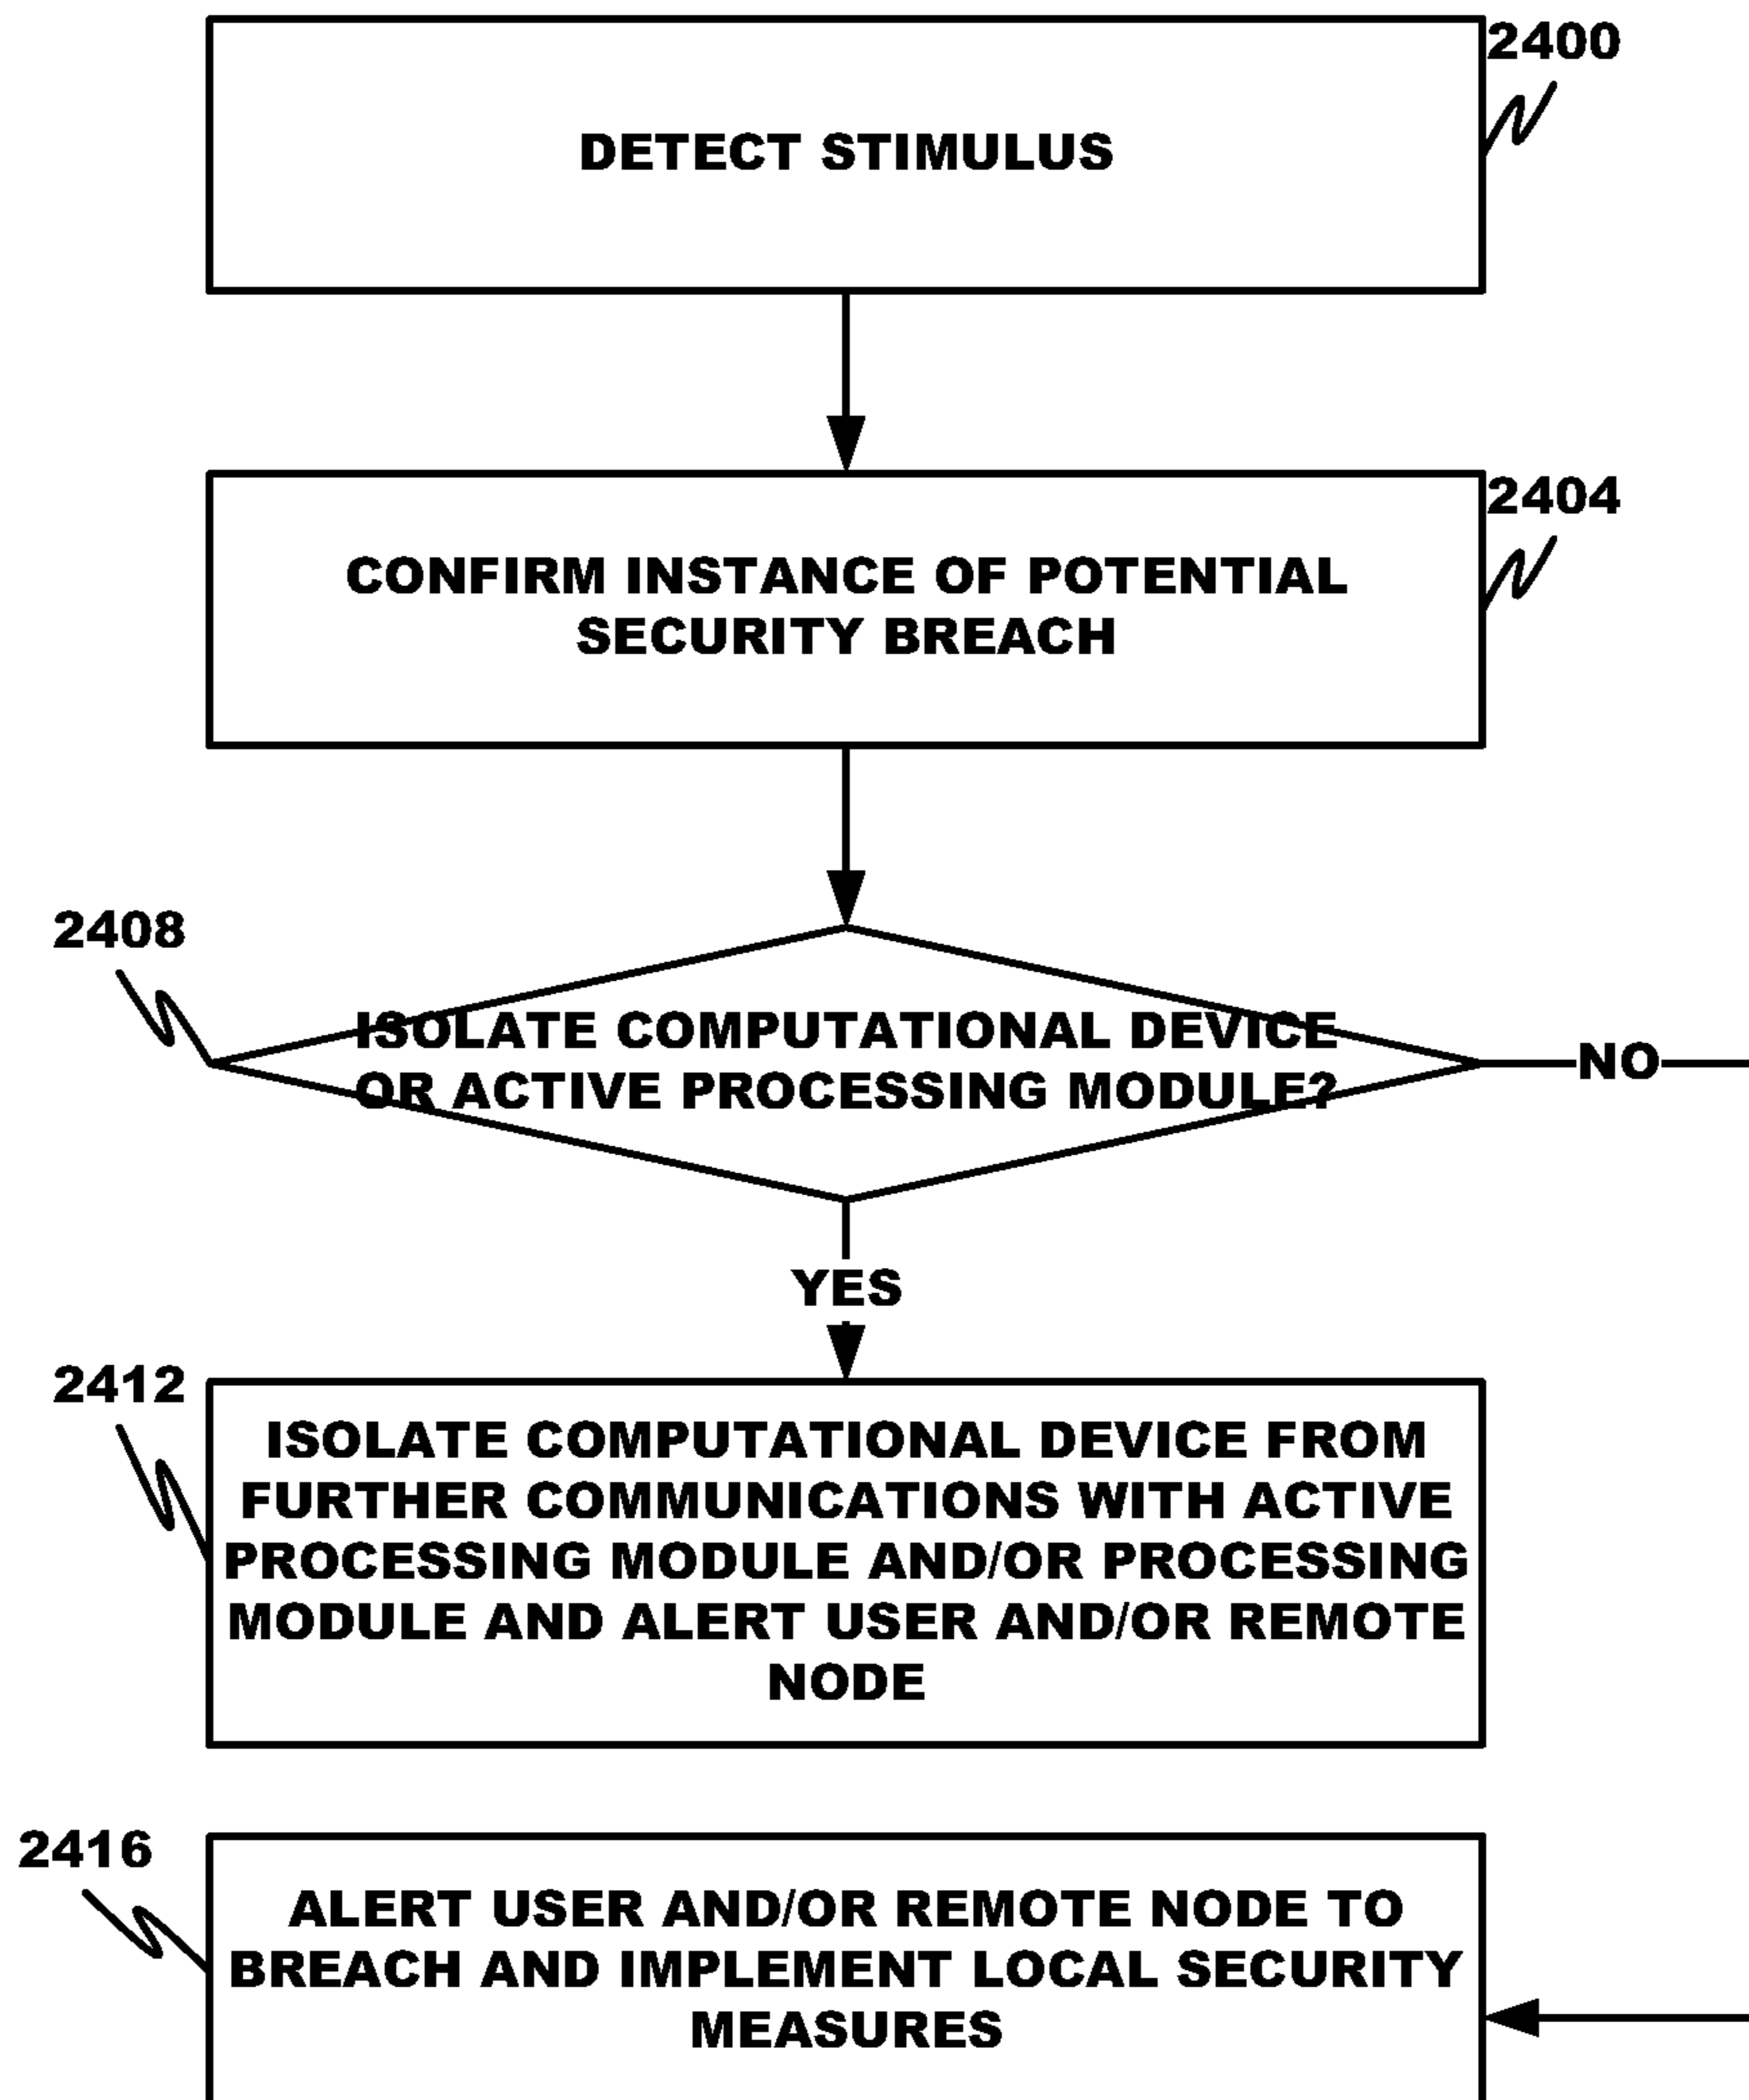 2400
DETECT STIMULUS
2404
CONFIRM INSTANCE OF POTENTIAL
SECURITY BREACH
2408
ISOLATE COMPUTATIONAL DEVICE
OR ACTIVE PROCESSING MODULE?
NO
YES
2412
ISOLATE COMPUTATIONAL DEVICE FROM
FURTHER COMMUNICATIONS WITH ACTIVE
PROCESSING MODULE AND/OR PROCESSING
MODULE AND ALERT USER AND/OR REMOTE
NODE
2416
ALERT USER AND/OR REMOTE NODE TO
BREACH AND IMPLEMENT LOCAL SECURITY
MEASURES